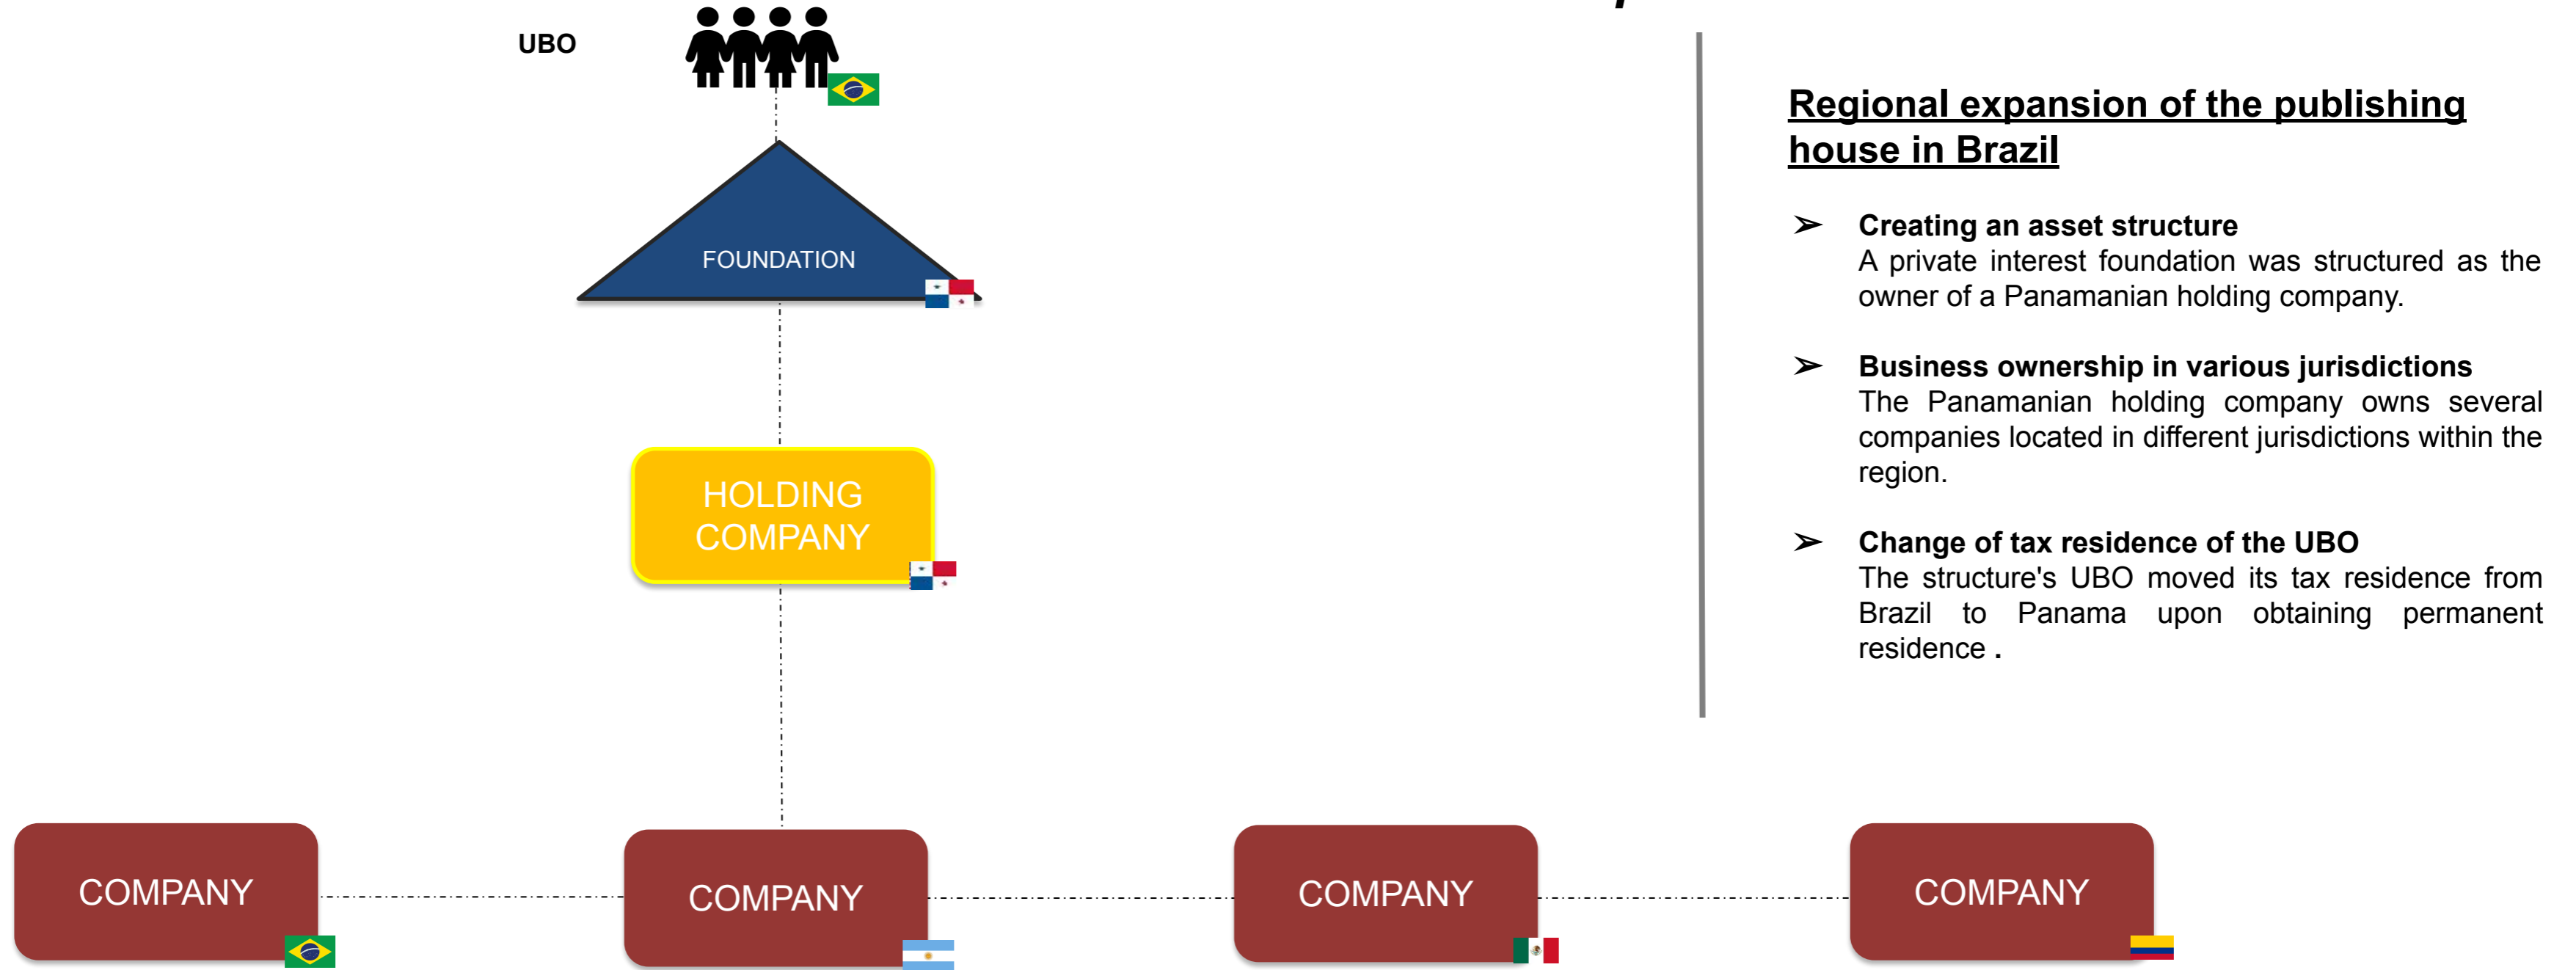 UBO
FOUNDATION
HOLDING
COMPANY
COMPANY
COMPANY
COMPANY
COMPANY
Regional expansion of the publishing
house in Brazil
➢ Creating an asset structure
A private interest foundation was structured as the
owner of a Panamanian holding company.
➢ Business ownership in various jurisdictions
The Panamanian holding company owns several
companies located in different jurisdictions within the
region.
➢ Change of tax residence of the UBO
The structure's UBO moved its tax residence from
Brazil to Panama upon obtaining permanent
residence .